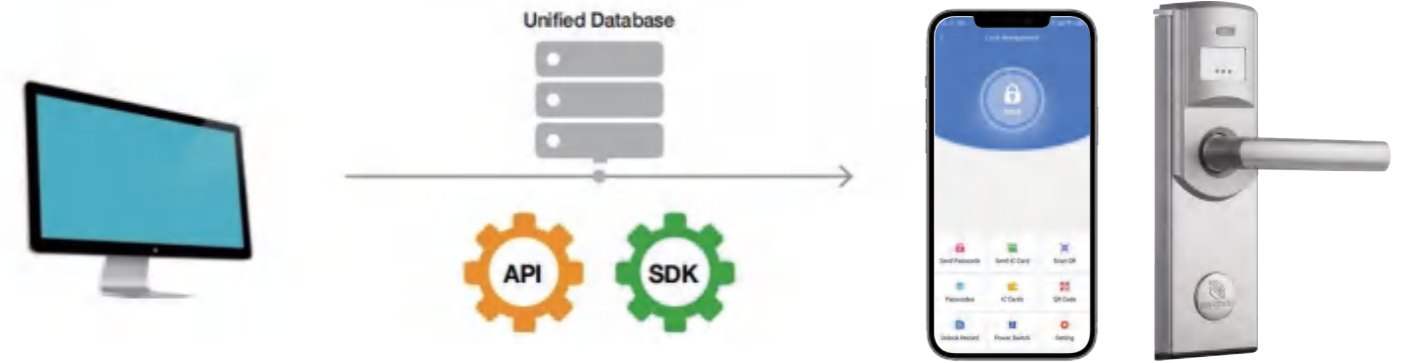 Unified Database
API
SDK
Lock Management
Send Passcode
Send IC Card
Scan QR
Passcodes
IC Cards
QR Code
Unlock Record
Power Switch
Setting